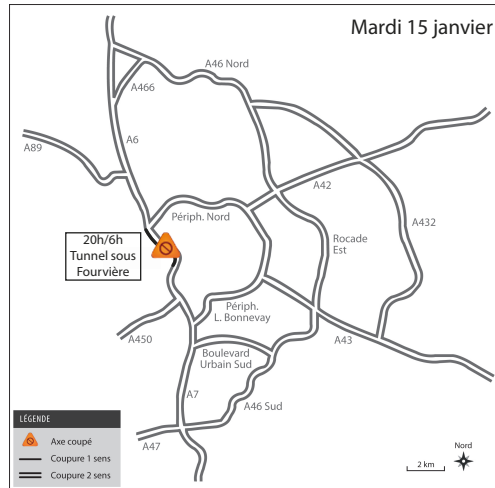 Mardi 15 janvier
A46 Nord
A466
A6
A89
A42
Périph. Nord
A432
20h/6h
Tunnel sous
Fourvière
Rocade
Est
Périph.
L. Bonnevay
A450
A43
Boulevard
Urbain Sud
A7
A46 Sud
A47
LÉGENDE
Axe coupé
Coupure 1 sens
Coupure 2 sens
Nord
2 km